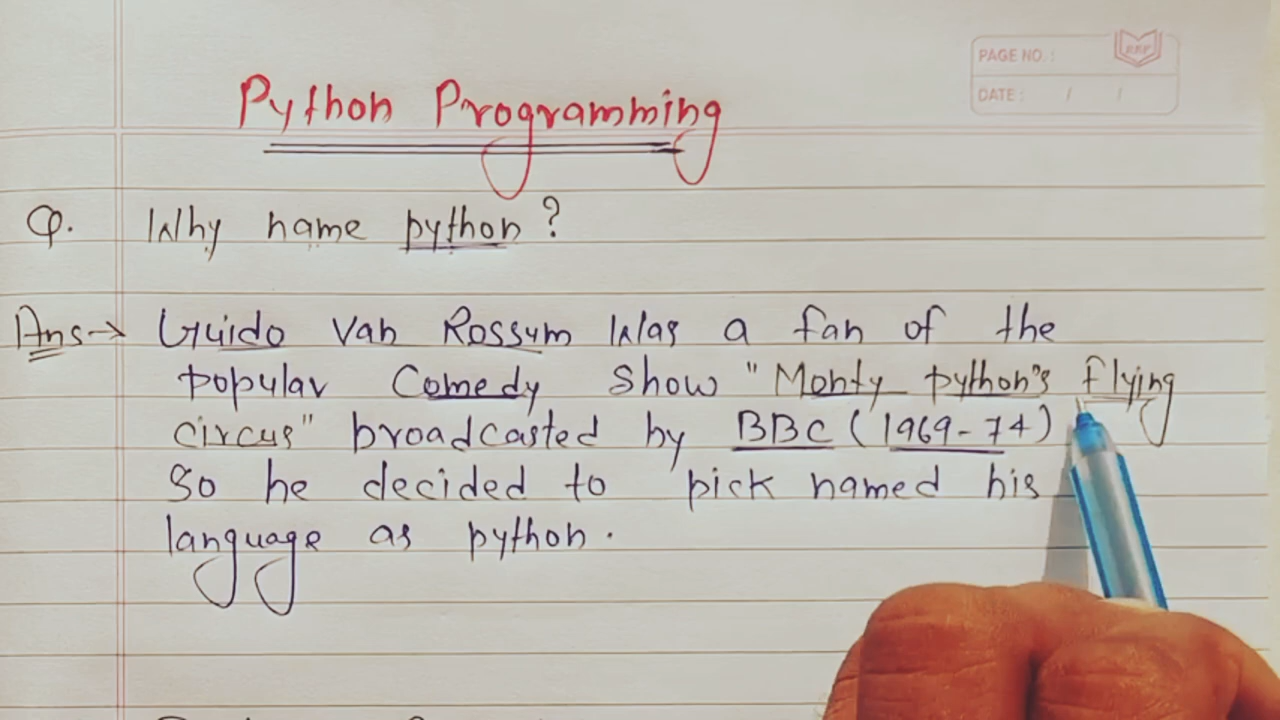 PAGE NO. :
DATE : / /
Python Programming
Q. Why name python ?
Ans→ Guido Van Rossum Was a fan of the
popular Comedy Show "Monty python's flying
circus" broadcasted by BBC (1969-74)
So he decided to pick named his
language as python.